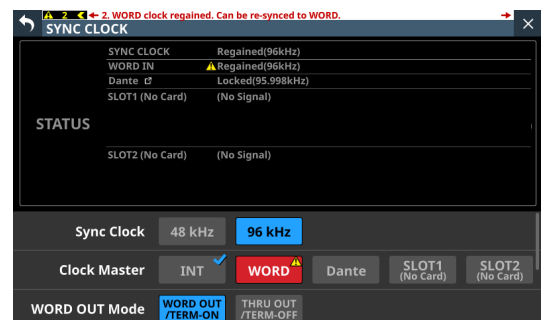 2 2. WORD clock regained. Can be re-synced to WORD.
SYNC CLOCK
SYNC CLOCK Regained(96kHz)
WORD IN Regained(96kHz)
Dante Locked(95.998kHz)
SLOT1 (No Card) (No Signal)
STATUS
SLOT2 (No Card) (No Signal)
Sync Clock 48 kHz 96 kHz
Clock Master INT WORD Dante SLOT1 (No Card) SLOT2 (No Card)
WORD OUT Mode WORD OUT /TERM-ON THRU OUT /TERM-OFF